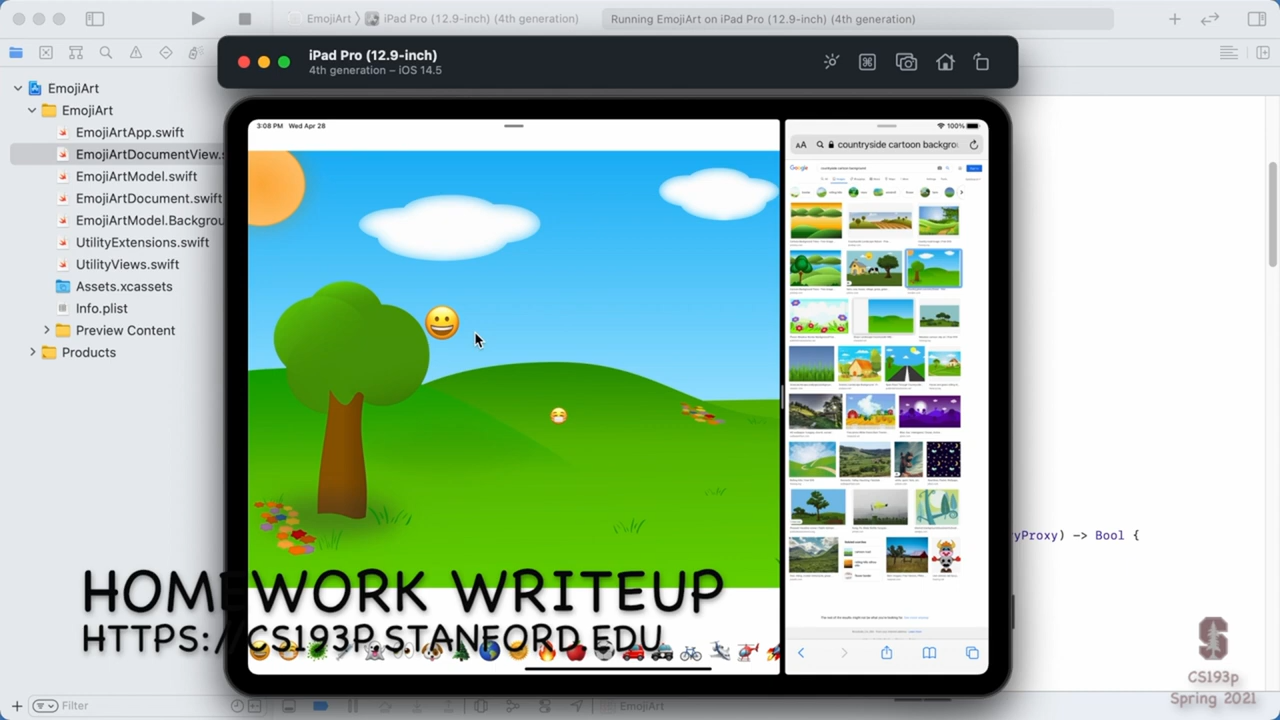 EmojiArt
iPad Pro (12.9-inch) (4th generation)
Running EmojiArt on iPad Pro (12.9-inch) (4th generation)
iPad Pro (12.9-inch)
4th generation – iOS 14.5
EmojiArt
EmojiArt
EmojiArtApp.swift
EmojiArtDocumentView.s
EmojiArtModel.swift
EmojiArtDocument.swift
EmojiArtModel.Backgrou
UtilityExtensions.swift
UtilityViews.swift
Assets.xcassets
Info.plist
Preview Content
Products
3:08 PM Wed Apr 28
100%
AA countryside cartoon backgro
Google
yProxy) -> Bool {
HOMEWORK WRITEUP
CS193P.STANFORD.EDU
S
CS193p
Spring 2021
Filter
EmojiArt